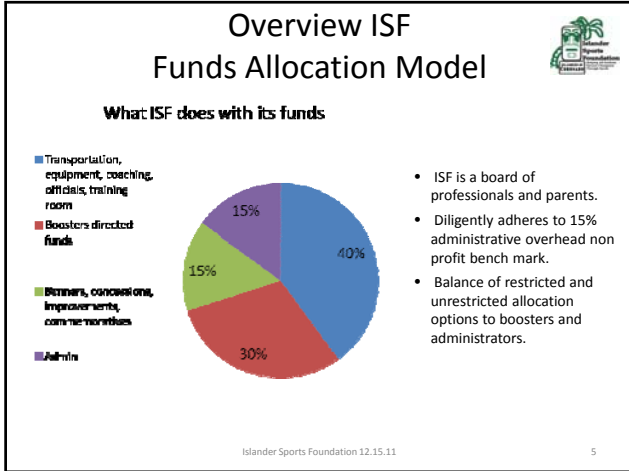 Overview ISF
Funds Allocation Model
Islander
Sports
Foundation
What ISF does with its funds
Transportation,
equipment, coaching,
officials, training
room
Boosters directed
funds
Banners, concessions,
improvements,
commemoratives
Admin
15%
40%
15%
30%
• ISF is a board of
professionals and parents.
• Diligently adheres to 15%
administrative overhead non
profit bench mark.
• Balance of restricted and
unrestricted allocation
options to boosters and
administrators.
Islander Sports Foundation 12.15.11
5